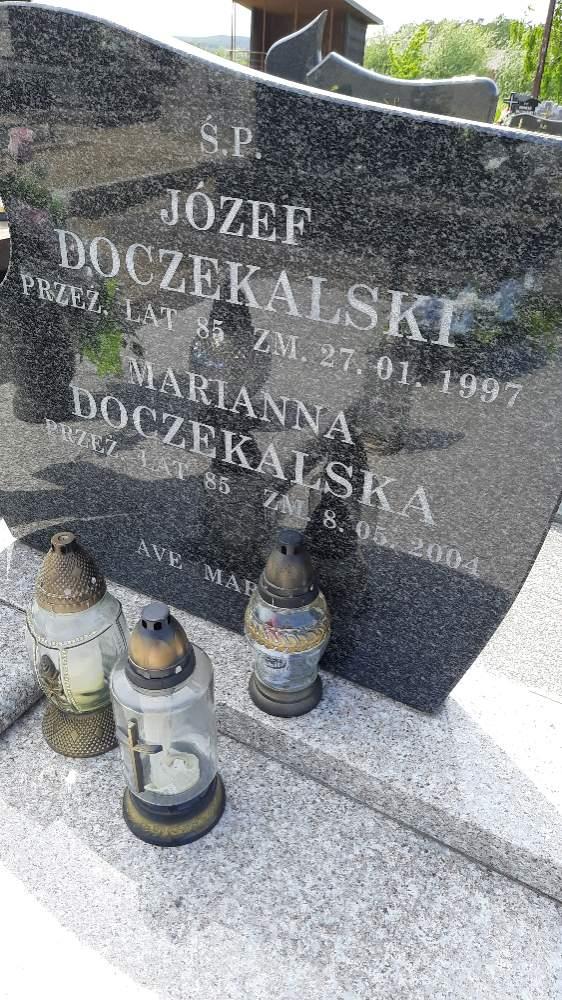 Ś.P.
JÓZEF
DOCZEKALSKI
PRZEŻ. LAT 85 ZM. 27.01.1997
MARIANNA
DOCZEKALSKA
PRZEŻ LAT 85 ZM. 8.05.2004
AVE